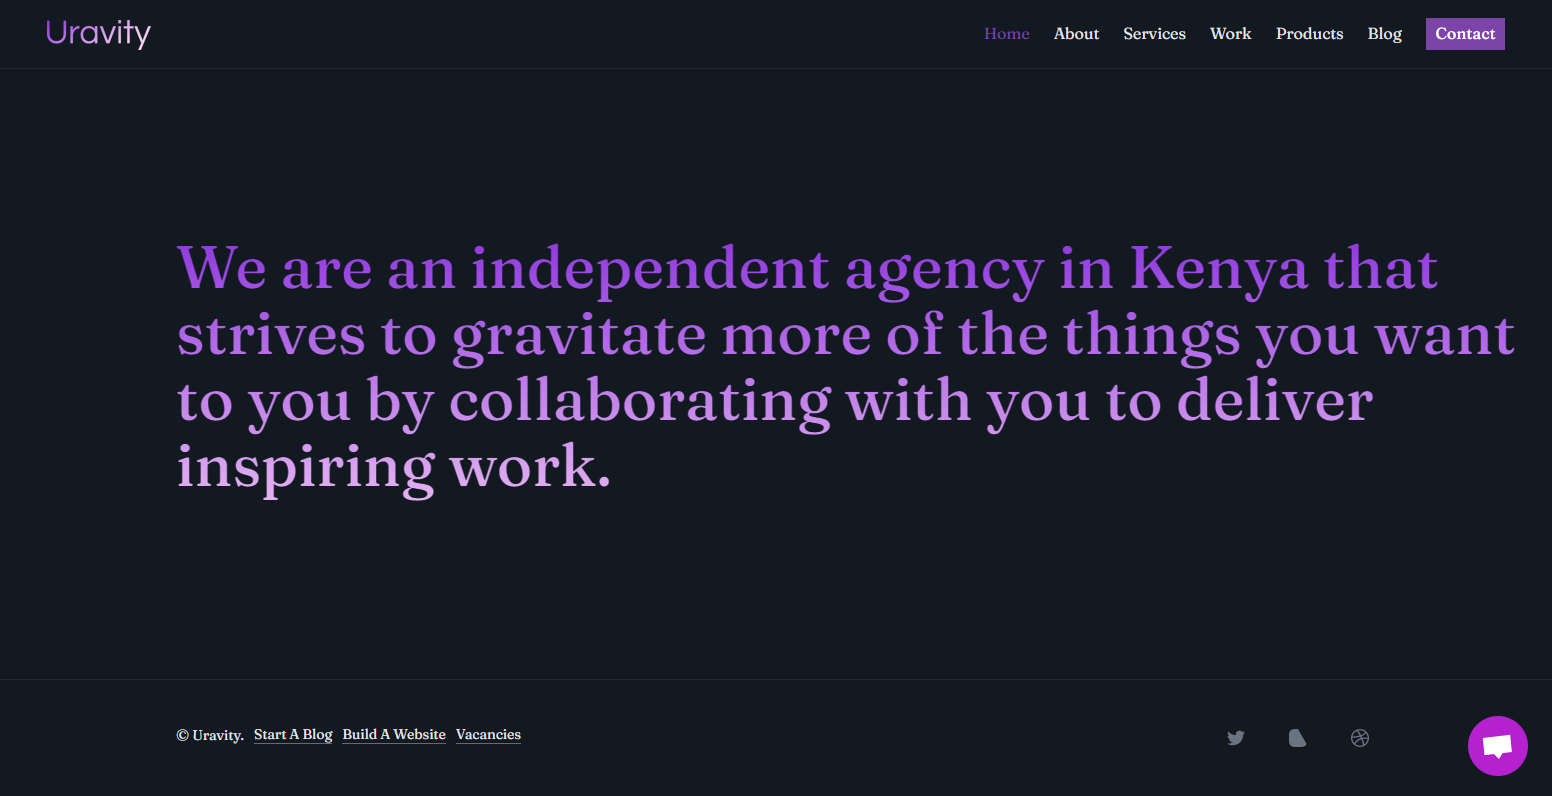 Uravity
Home About Services Work Products Blog Contact
We are an independent agency in Kenya that
strives to gravitate more of the things you want
to you by collaborating with you to deliver
inspiring work.
© Uravity. Start A Blog Build A Website Vacancies